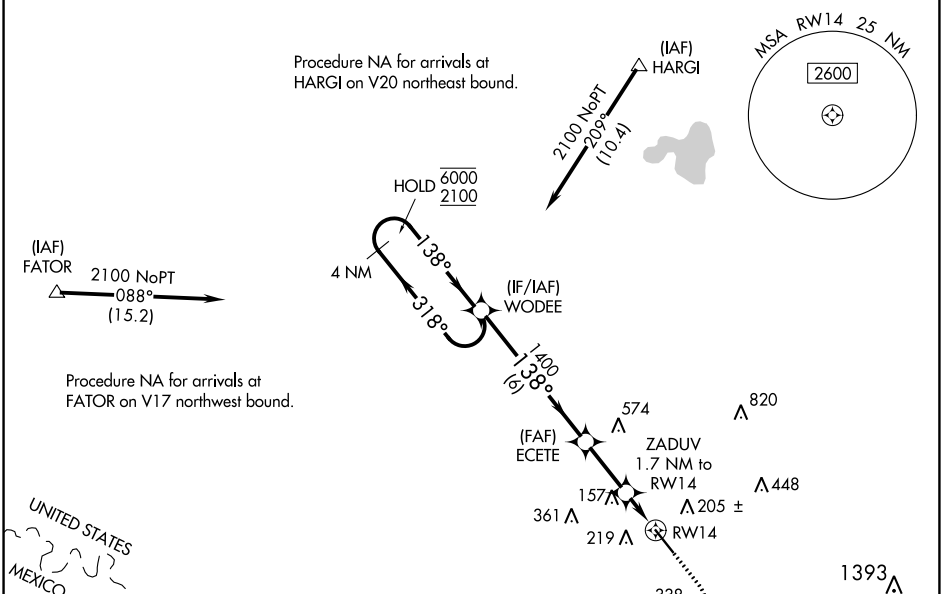 MSA RW14 25 NM
2600
Procedure NA for arrivals at
HARGI on V20 northeast bound.
(IAF)
HARGI
2100 NoPT
209°
(10.4)
HOLD 6000
2100
4 NM
138°
318°
(IAF)
FATOR
2100 NoPT
088°
(15.2)
(IF/IAF)
WODEE
Procedure NA for arrivals at
FATOR on V17 northwest bound.
1400
138°
(6)
574
820
(FAF)
ECETE
ZADUV
1.7 NM to
RW14
157
448
205 ±
361
219
RW14
UNITED STATES
MEXICO
1393